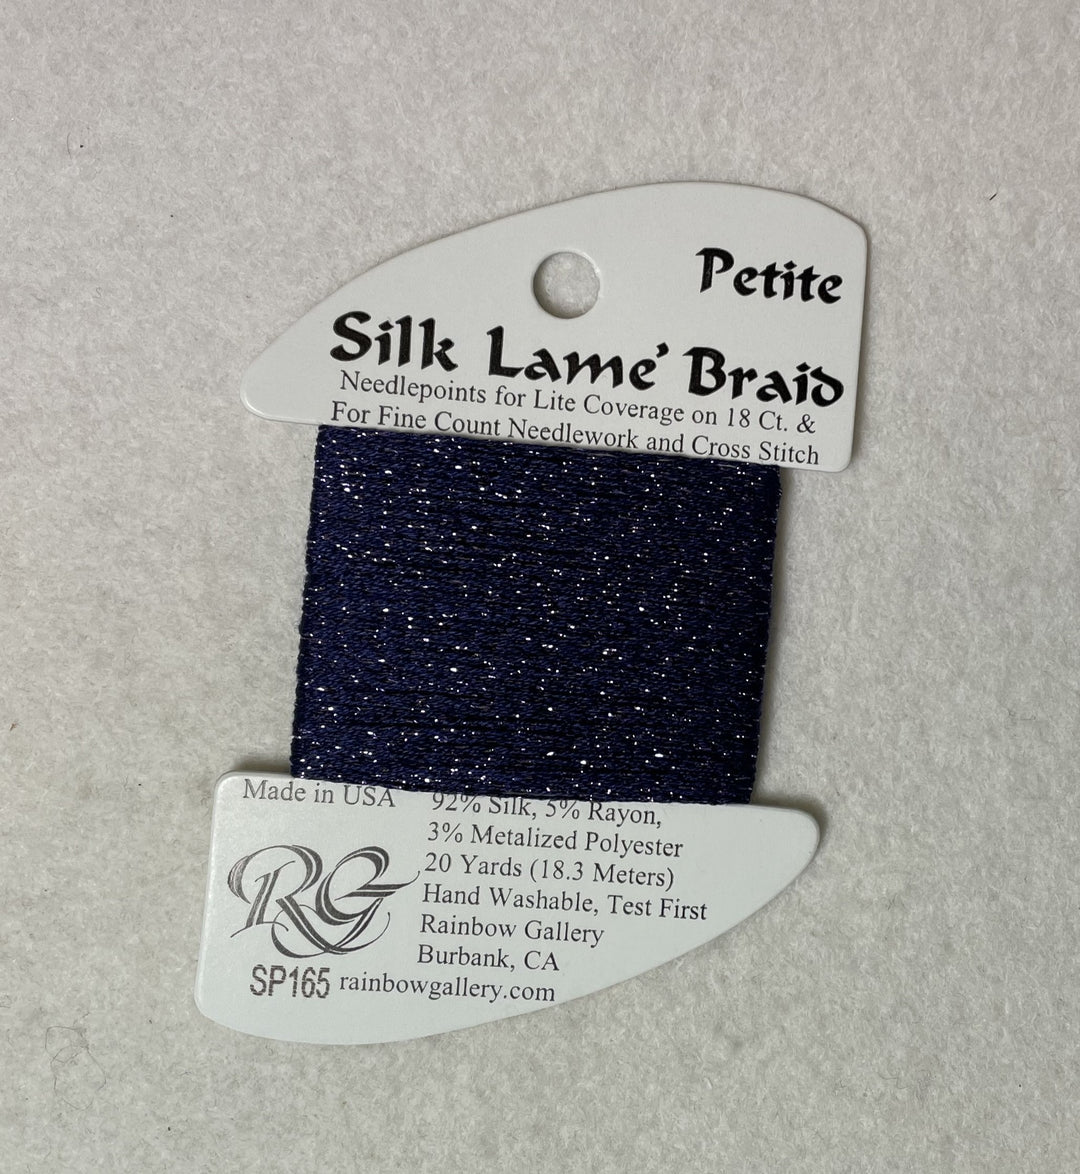 Petite
Silk Lame' Braid
Needlepoints for Lite Coverage on 18 Ct. &
For Fine Count Needlework and Cross Stitch
Made in USA
92% Silk, 5% Rayon,
3% Metalized Polyester
20 Yards (18.3 Meters)
Hand Washable, Test First
Rainbow Gallery
Burbank, CA
RG
SP165 rainbowgallery.com